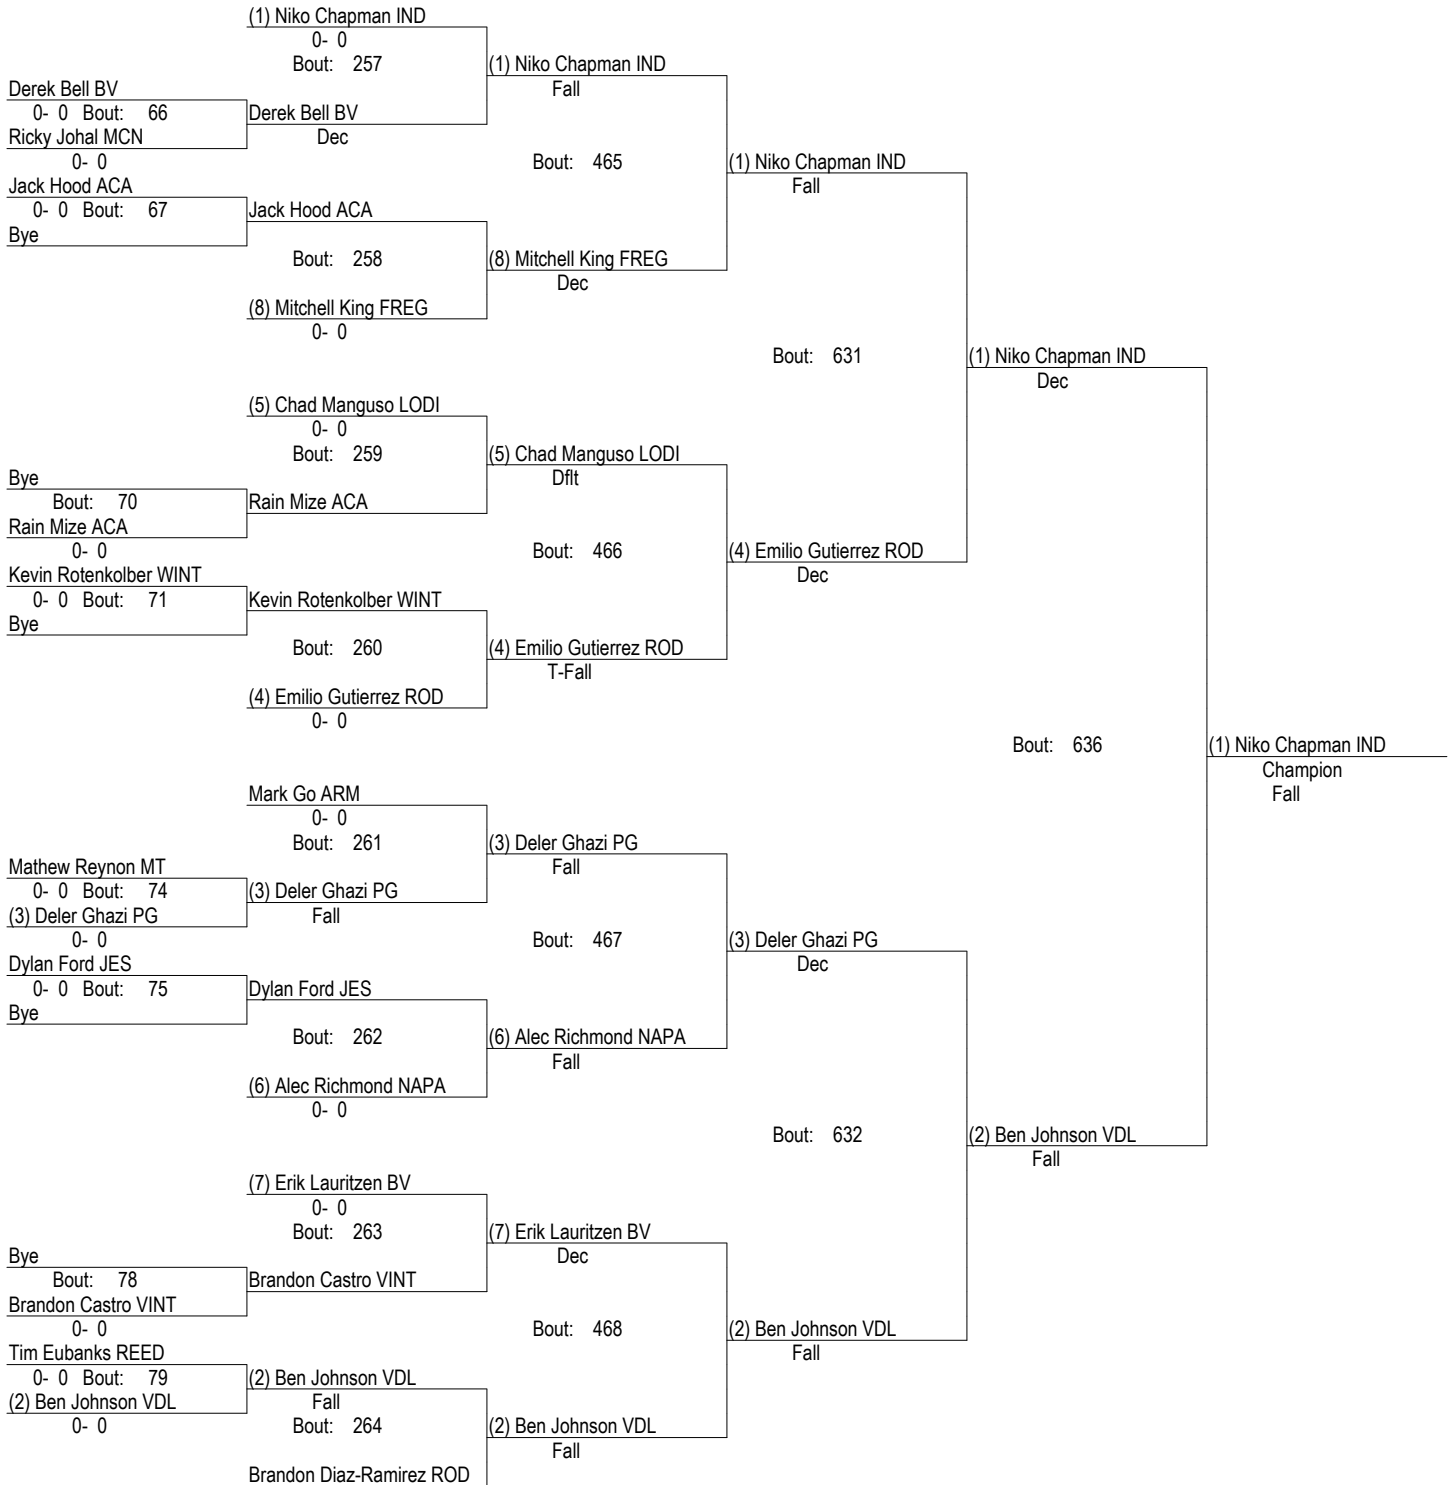 (1) Niko Chapman IND
0- 0
Bout: 257
(1) Niko Chapman IND
Fall
Derek Bell BV
0- 0 Bout: 66
Derek Bell BV
Dec
Ricky Johal MCN
0- 0
Bout: 465
(1) Niko Chapman IND
Fall
Jack Hood ACA
0- 0 Bout: 67
Jack Hood ACA
Bye
Bout: 258
(8) Mitchell King FREG
Dec
(8) Mitchell King FREG
0- 0
Bout: 631
(1) Niko Chapman IND
Dec
(5) Chad Manguso LODI
0- 0
Bout: 259
(5) Chad Manguso LODI
Dflt
Bye
Bout: 70
Rain Mize ACA
Rain Mize ACA
0- 0
Bout: 466
(4) Emilio Gutierrez ROD
Dec
Kevin Rotenkolber WINT
0- 0 Bout: 71
Kevin Rotenkolber WINT
Bye
Bout: 260
(4) Emilio Gutierrez ROD
T-Fall
(4) Emilio Gutierrez ROD
0- 0
Bout: 636
(1) Niko Chapman IND
Champion
Fall
Mark Go ARM
0- 0
Bout: 261
(3) Deler Ghazi PG
Fall
Mathew Reynon MT
0- 0 Bout: 74
(3) Deler Ghazi PG
Fall
(3) Deler Ghazi PG
0- 0
Bout: 467
(3) Deler Ghazi PG
Dec
Dylan Ford JES
0- 0 Bout: 75
Dylan Ford JES
Bye
Bout: 262
(6) Alec Richmond NAPA
Fall
(6) Alec Richmond NAPA
0- 0
Bout: 632
(2) Ben Johnson VDL
Fall
(7) Erik Lauritzen BV
0- 0
Bout: 263
(7) Erik Lauritzen BV
Dec
Bye
Bout: 78
Brandon Castro VINT
Brandon Castro VINT
0- 0
Bout: 468
(2) Ben Johnson VDL
Fall
Tim Eubanks REED
0- 0 Bout: 79
(2) Ben Johnson VDL
Fall
(2) Ben Johnson VDL
0- 0
Bout: 264
(2) Ben Johnson VDL
Fall
Brandon Diaz-Ramirez ROD